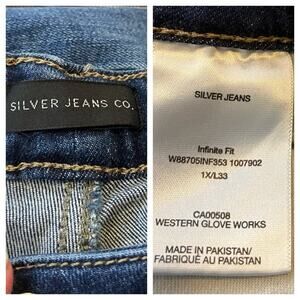 SILVER JEANS CO.
SILVER JEANS
Infinite Fit
W88705INF353 1007902
1X/L33
CA00508
WESTERN GLOVE WORKS
MADE IN PAKISTAN/
FABRIQUÉ AU PAKISTAN